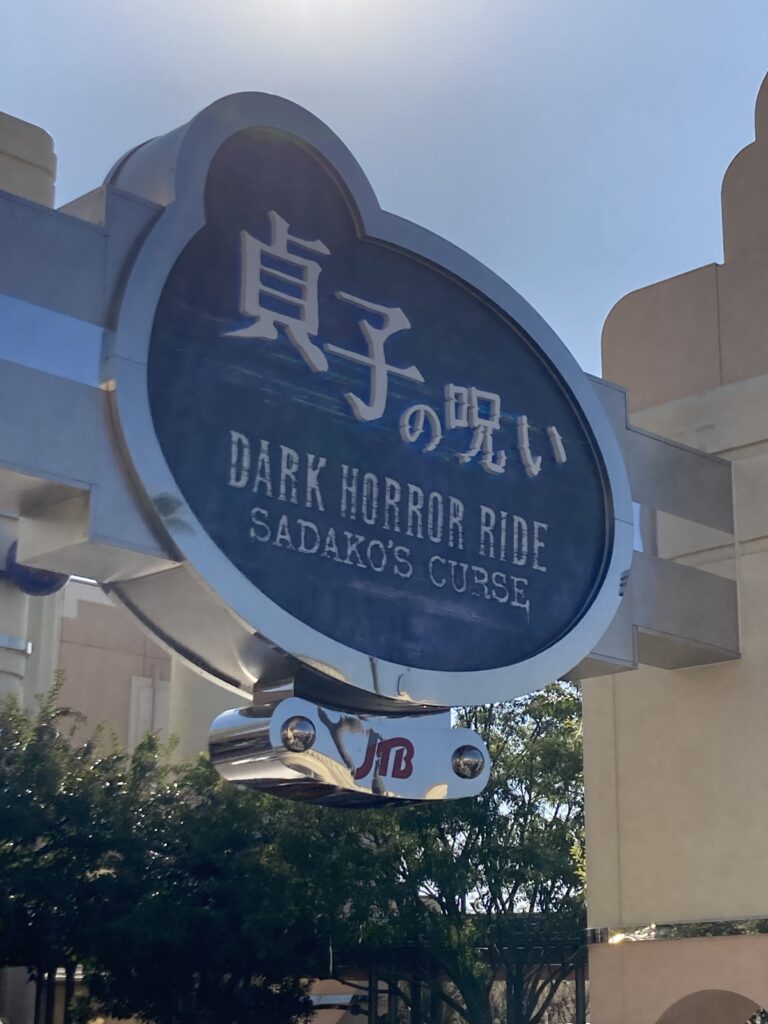 貞子の呪い
DARK HORROR RiDE
SADAKO'S CURSE
JTB